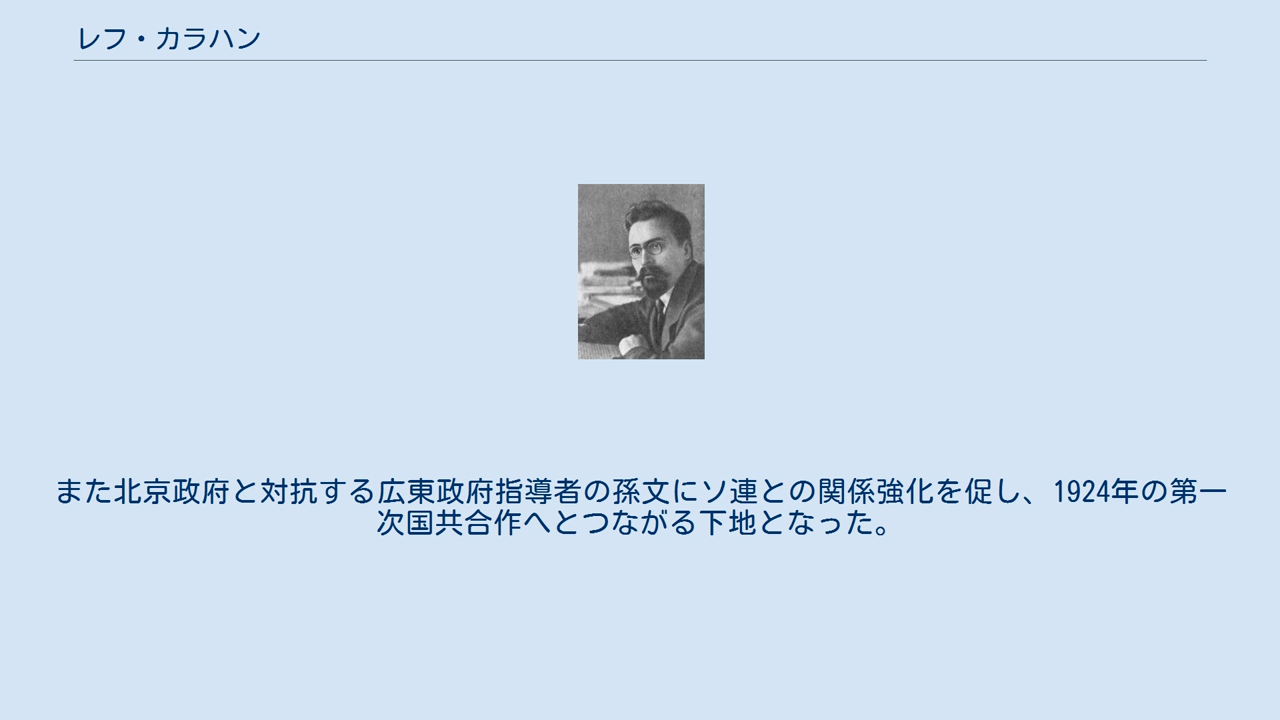 レフ・カラハン
また北京政府と対抗する広東政府指導者の孫文にソ連との関係強化を促し、1924年の第一
次国共合作へとつながる下地となった。